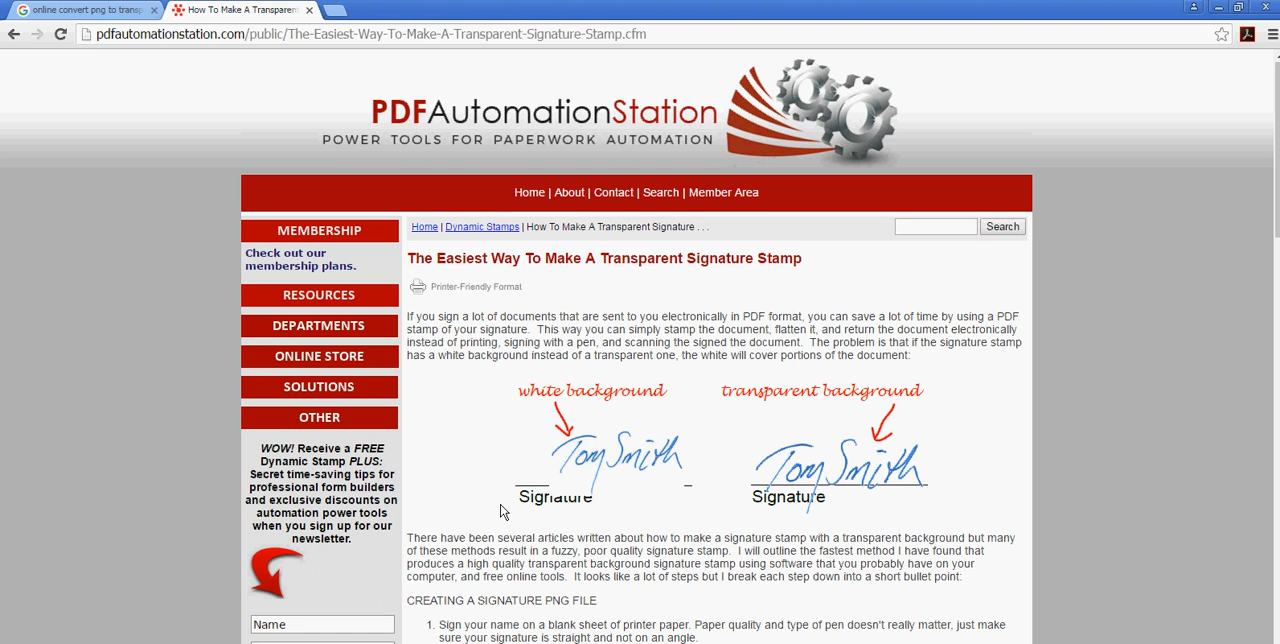 online convert png to transp
How To Make A Transparen
pdfautomationstation.com/public/The-Easiest-Way-To-Make-A-Transparent-Signature-Stamp.cfm
PDFAutomationStation
POWER TOOLS FOR PAPERWORK AUTOMATION
Home | About | Contact | Search | Member Area
MEMBERSHIP
Check out our
membership plans.
RESOURCES
DEPARTMENTS
ONLINE STORE
SOLUTIONS
OTHER
WOW! Receive a FREE
Dynamic Stamp PLUS:
Secret time-saving tips for
professional form builders
and exclusive discounts on
automation power tools
when you sign up for our
newsletter.
Name
Home | Dynamic Stamps | How To Make A Transparent Signature . . .
Search
The Easiest Way To Make A Transparent Signature Stamp
Printer-Friendly Format
If you sign a lot of documents that are sent to you electronically in PDF format, you can save a lot of time by using a PDF
stamp of your signature.  This way you can simply stamp the document, flatten it, and return the document electronically
instead of printing, signing with a pen, and scanning the signed the document.  The problem is that if the signature stamp
has a white background instead of a transparent one, the white will cover portions of the document:
white background
transparent background
Tom Smith
Tom Smith
Signature
Signature
There have been several articles written about how to make a signature stamp with a transparent background but many
of these methods result in a fuzzy, poor quality signature stamp.  I will outline the fastest method I have found that
produces a high quality transparent background signature stamp using software that you probably have on your
computer, and free online tools.  It looks like a lot of steps but I break each step down into a short bullet point:
CREATING A SIGNATURE PNG FILE
1. Sign your name on a blank sheet of printer paper. Paper quality and type of pen doesn't really matter, just make
sure your signature is straight and not on an angle.